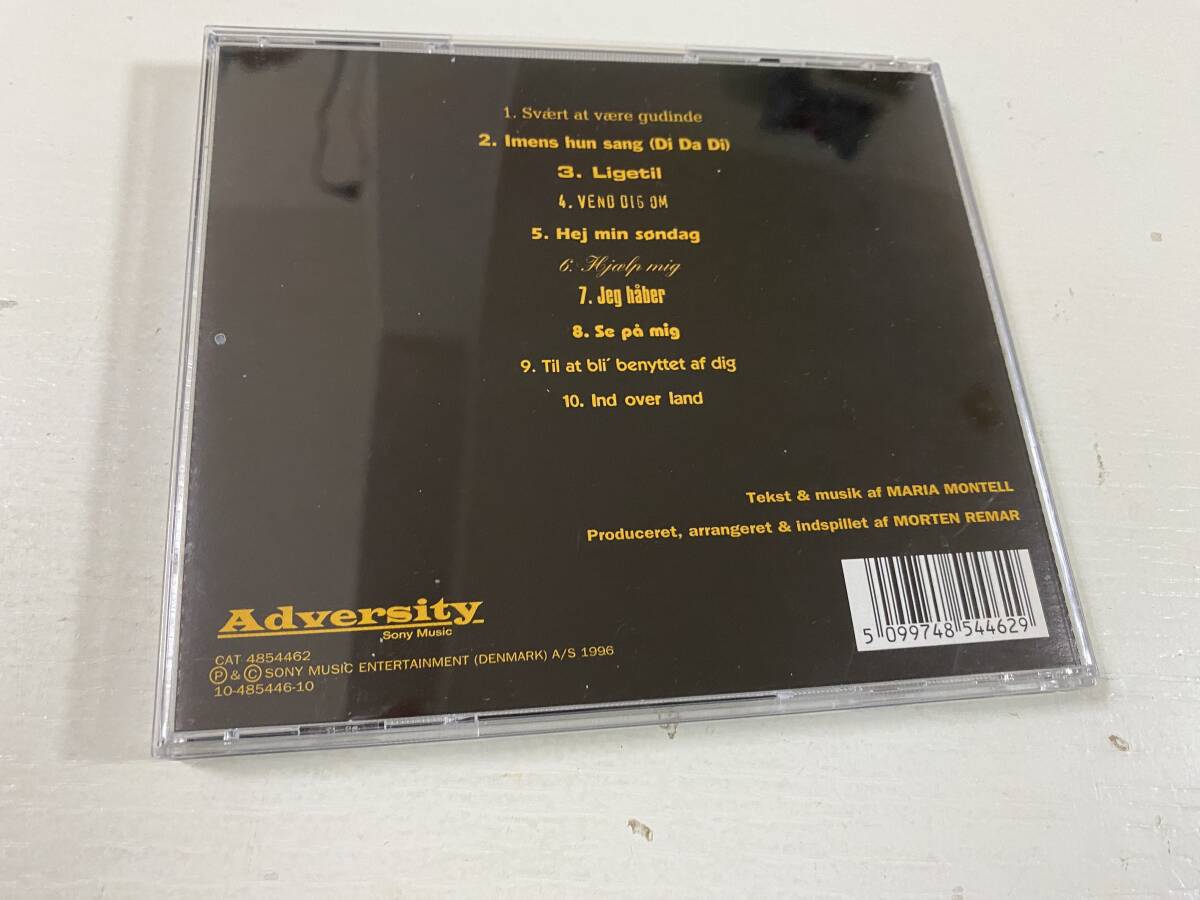 1. Svært at være gudinde
2. Imens hun sang (Di Da Di)
3. Ligetil
4. VEND DIG OM
5. Hej min søndag
6. Hjælp mig
7. Jeg håber
8. Se på mig
9. Til at bli´ benyttet af dig
10. Ind over land
Tekst & musik af MARIA MONTELL
Produceret, arrangeret & indspillet af MORTEN REMAR
5 099748 544629
Adversity
Sony Music
CAT 4854462
Ⓟ & © SONY MUSIC ENTERTAINMENT (DENMARK) A/S 1996
10-485446-10